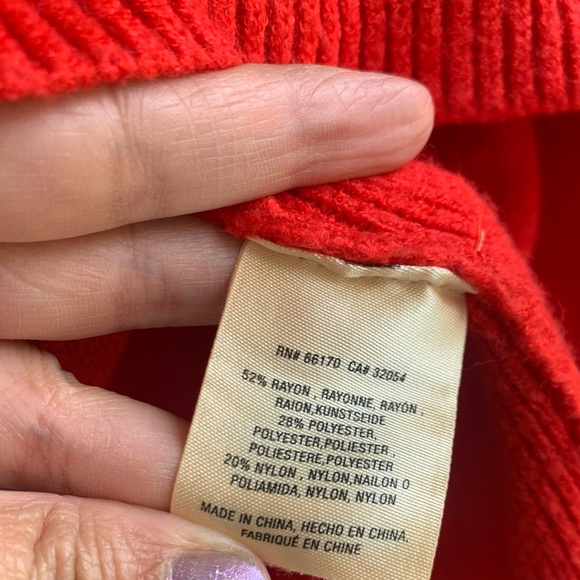 RN# 66170 CA# 32054
52% RAYON , RAYONNE, RAYON ,
RAION,KUNSTSEIDE
28% POLYESTER,
POLYESTER,POLIESTER ,
POLIESTERE,POLYESTER
20% NYLON , NYLON,NAILON O
POLIAMIDA, NYLON, NYLON
MADE IN CHINA, HECHO EN CHINA,
FABRIQUÉ EN CHINE